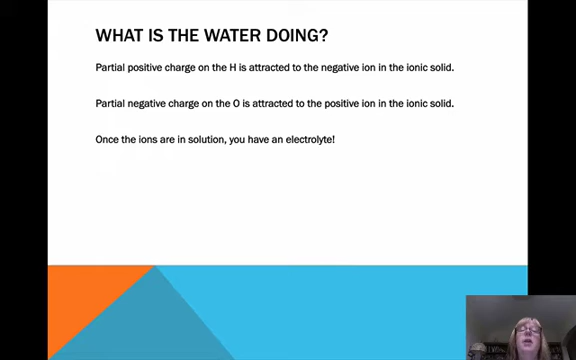 WHAT IS THE WATER DOING?
Partial positive charge on the H is attracted to the negative ion in the ionic solid.
Partial negative charge on the O is attracted to the positive ion in the ionic solid.
Once the ions are in solution, you have an electrolyte!